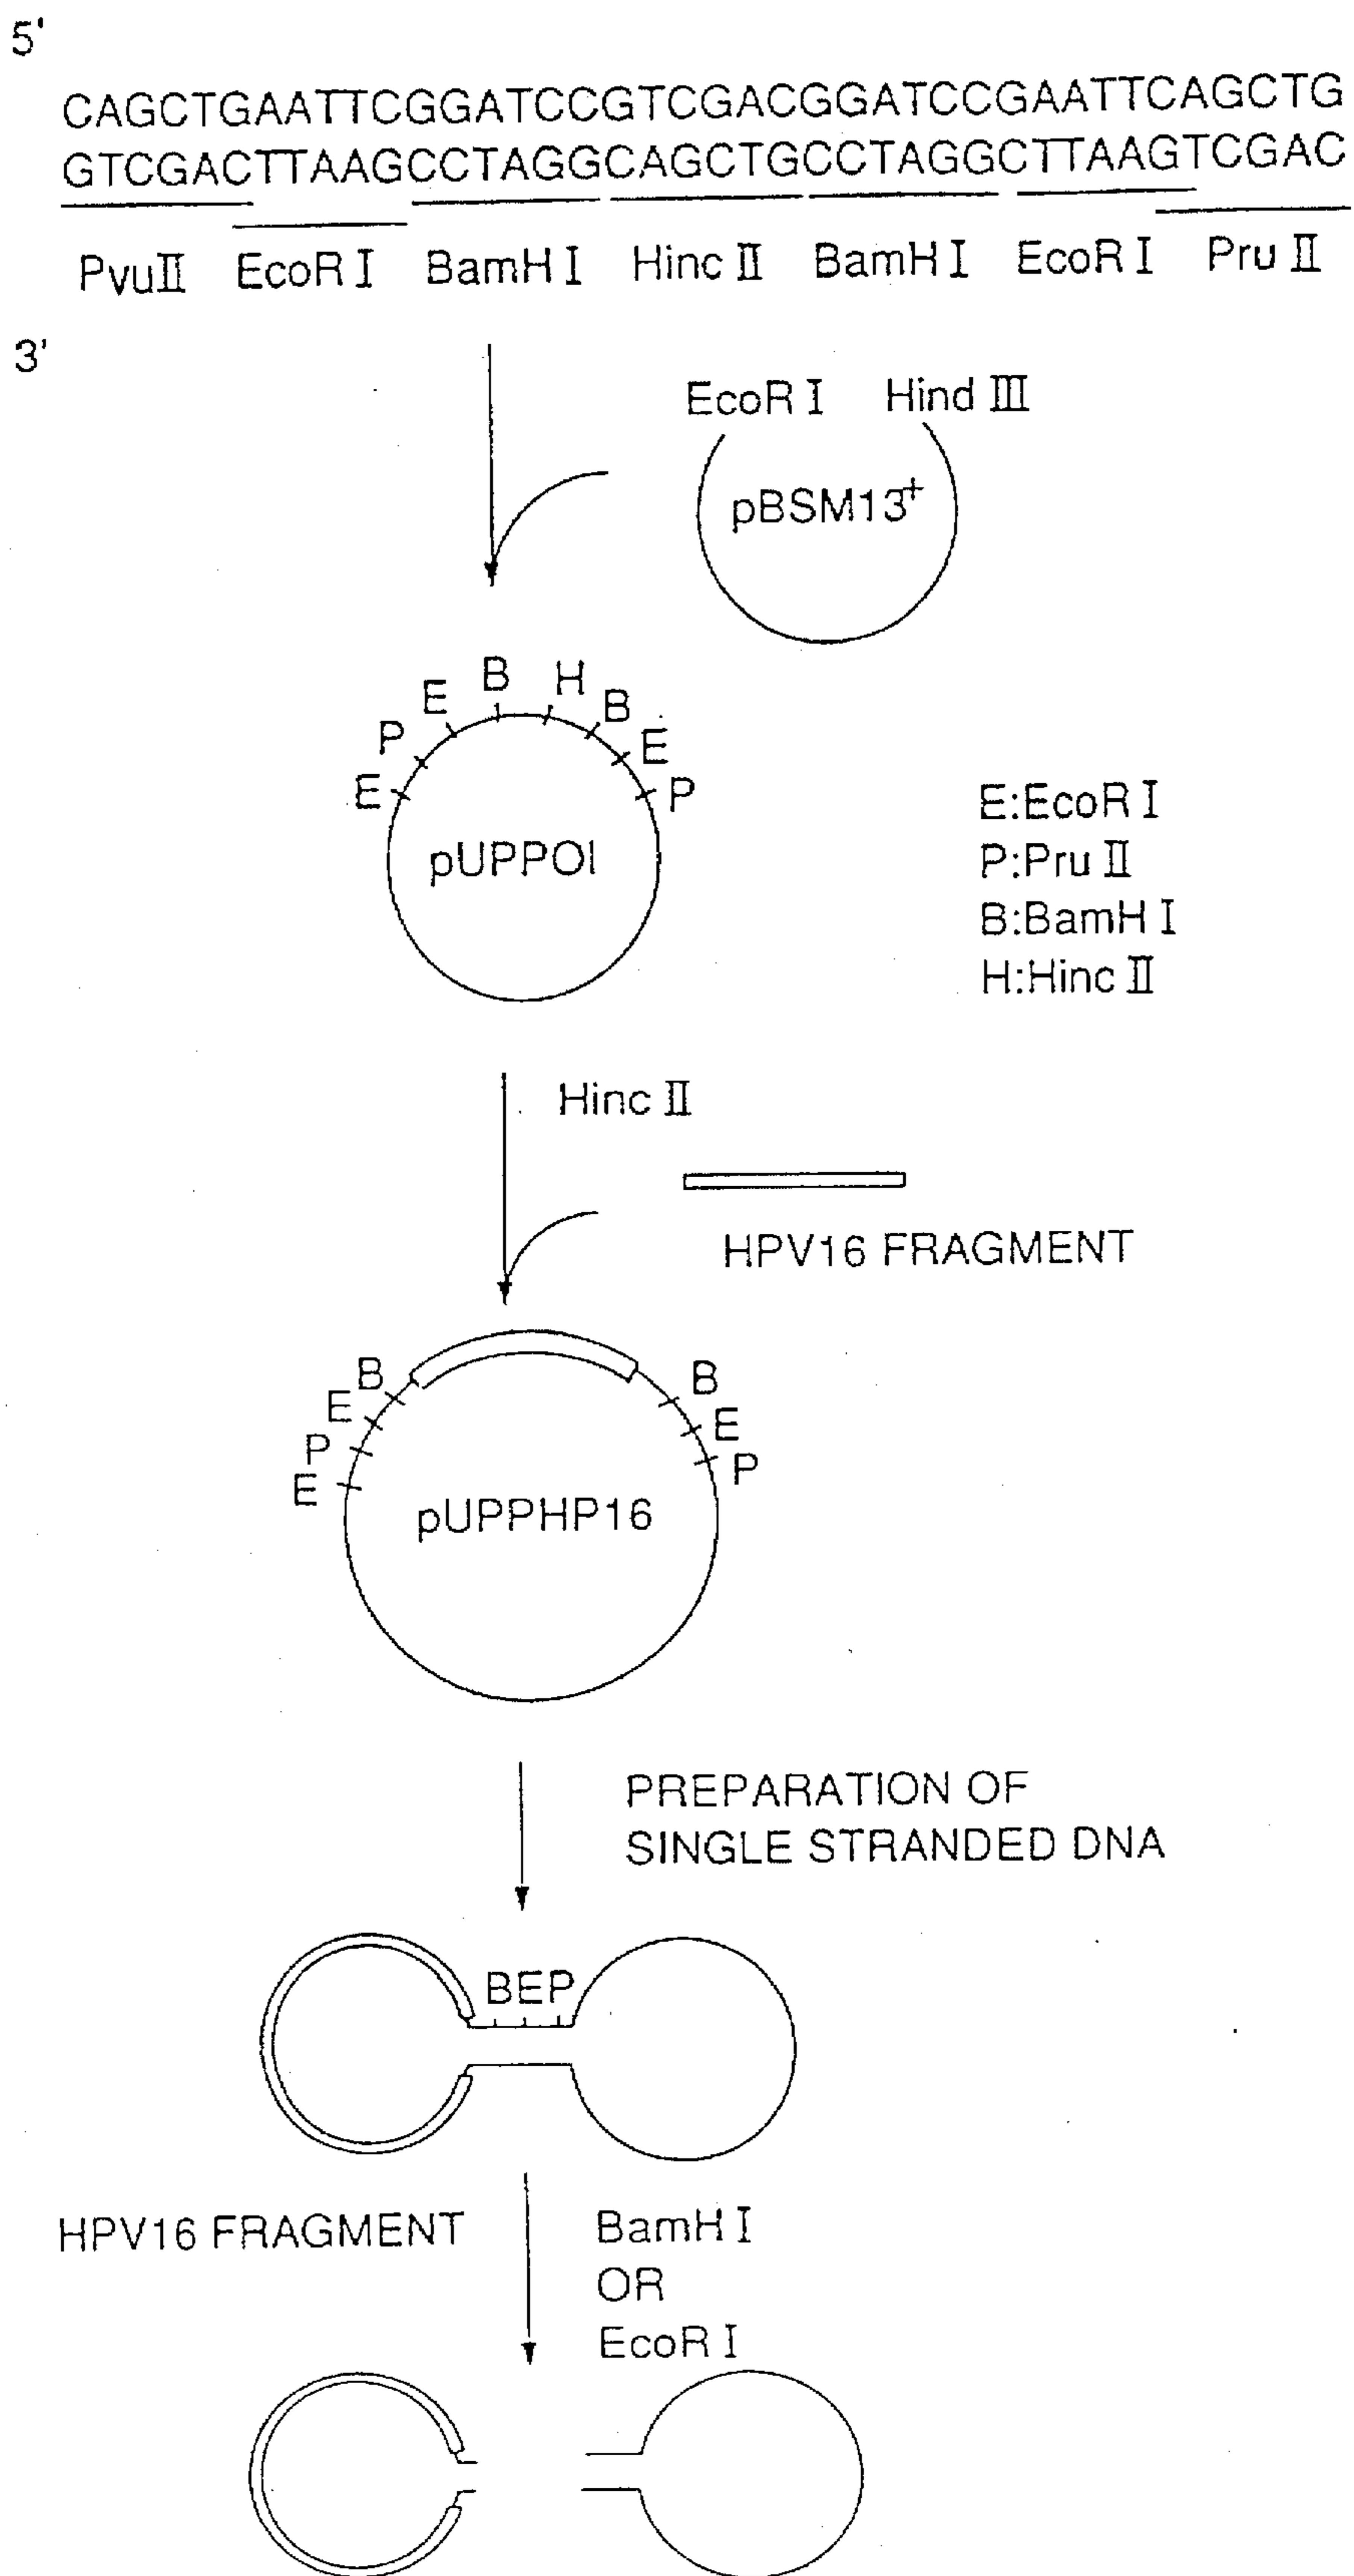 5'
CAGCTGAATTCGGATCCGTCGACGGATCCGAATTCAGCTG
GTCGACTTAAGCCTAGGCAGCTGCCTAGGCTTAAGTCGAC
PvuⅡ EcoR Ⅰ BamH Ⅰ Hinc Ⅱ BamH Ⅰ EcoR Ⅰ Pru Ⅱ
3'
EcoR Ⅰ Hind Ⅲ
pBSM13+
E P E B H B E P
pUPPOI
E:EcoR Ⅰ
P:Pru Ⅱ
B:BamH Ⅰ
H:Hinc Ⅱ
Hinc Ⅱ
HPV16 FRAGMENT
E P E B B E P
pUPPHP16
PREPARATION OF
SINGLE STRANDED DNA
BEP
HPV16 FRAGMENT
BamH Ⅰ
OR
EcoR Ⅰ